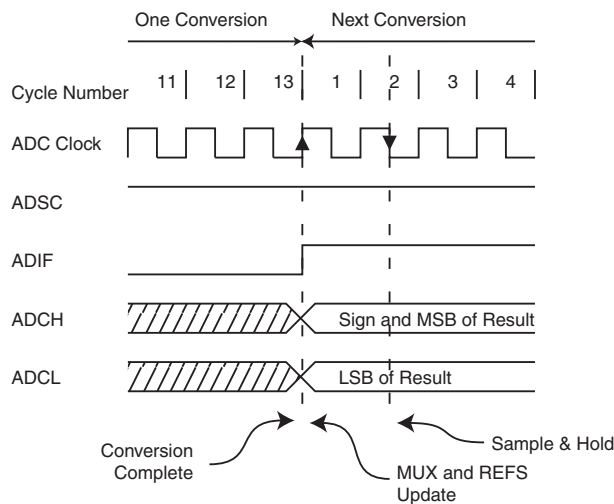 One Conversion Next Conversion
Cycle Number 11 12 13 1 2 3 4
ADC Clock
ADSC
ADIF
ADCH Sign and MSB of Result
ADCL LSB of Result
Conversion
Complete
MUX and REFS
Update
Sample & Hold